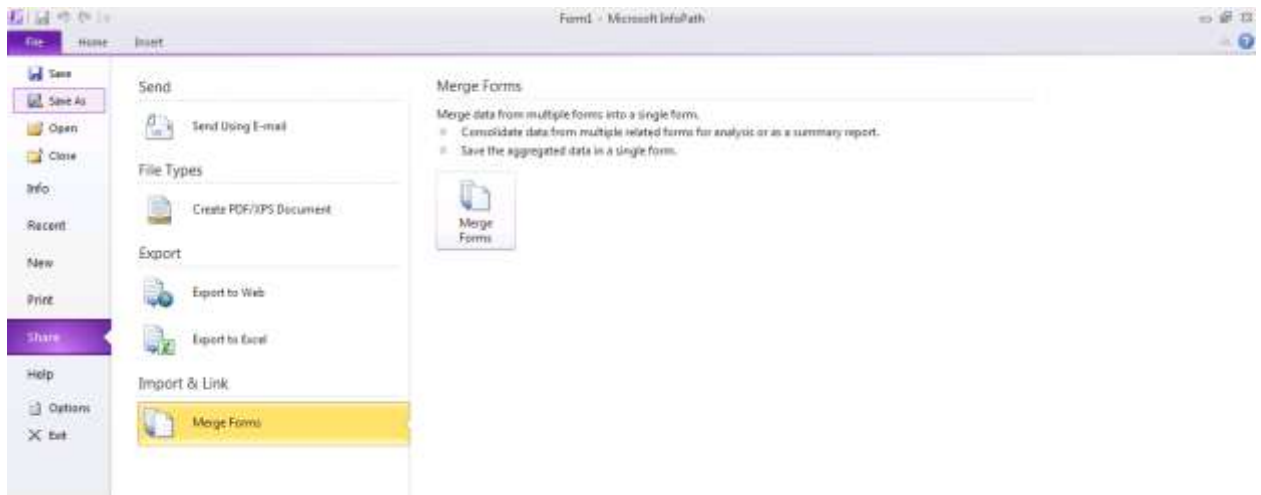 Form1 - Microsoft InfoPath
File Home Insert
Save
Save As
Open
Close
Info
Recent
New
Print
Share
Help
Options
Exit
Send
Send Using E-mail
File Types
Create PDF/XPS Document
Export
Export to Web
Export to Excel
Import & Link
Merge Forms
Merge Forms
Merge data from multiple forms into a single form.
Consolidate data from multiple related forms for analysis or as a summary report.
Save the aggregated data in a single form.
Merge
Forms